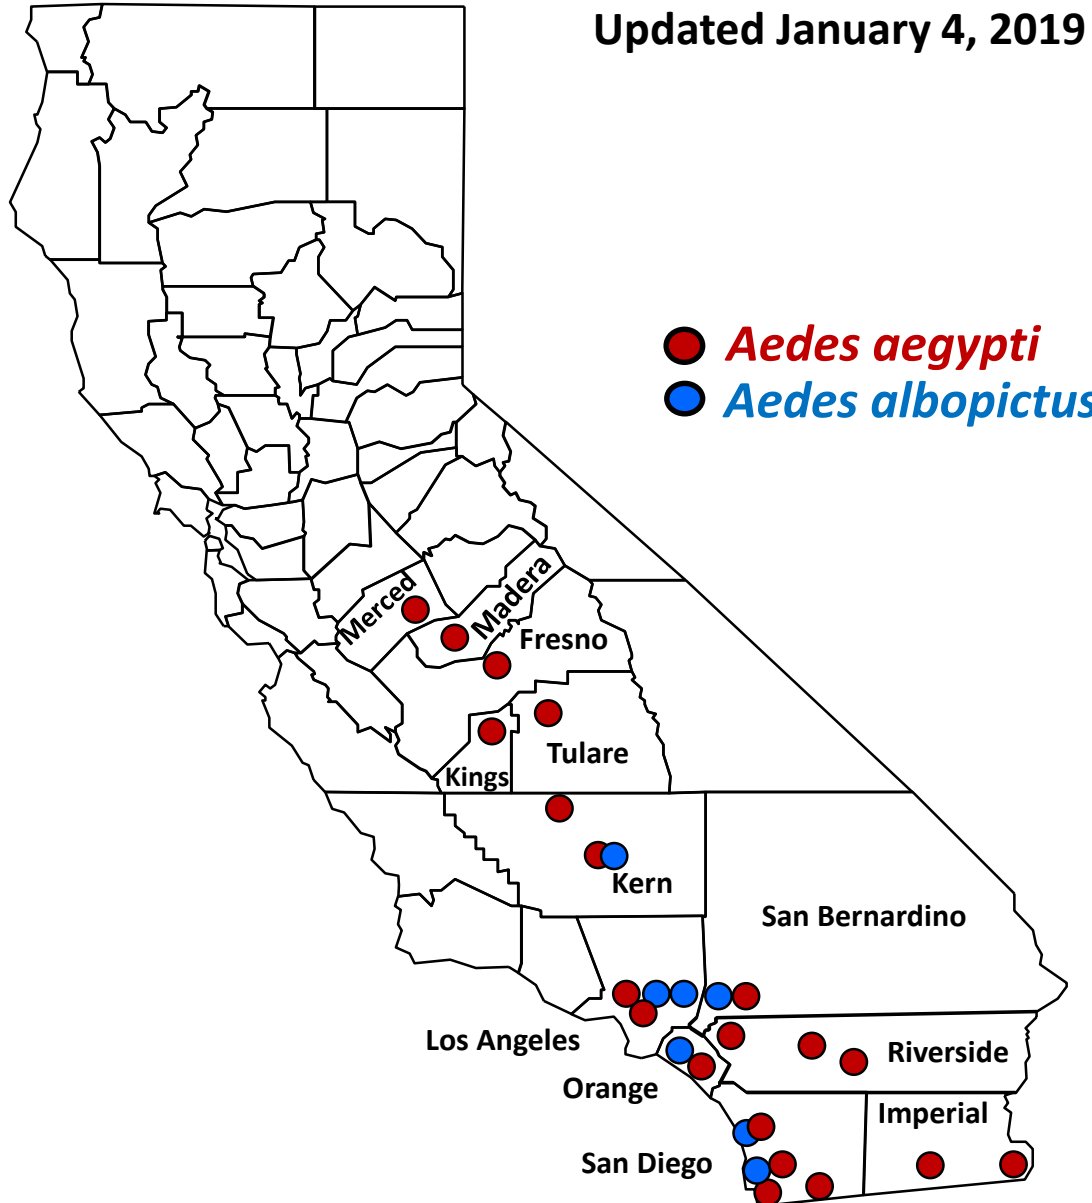 Updated January 4, 2019
Aedes aegypti
Aedes albopictus
Merced
Madera
Fresno
Tulare
Kings
Kern
San Bernardino
Los Angeles
Riverside
Orange
Imperial
San Diego